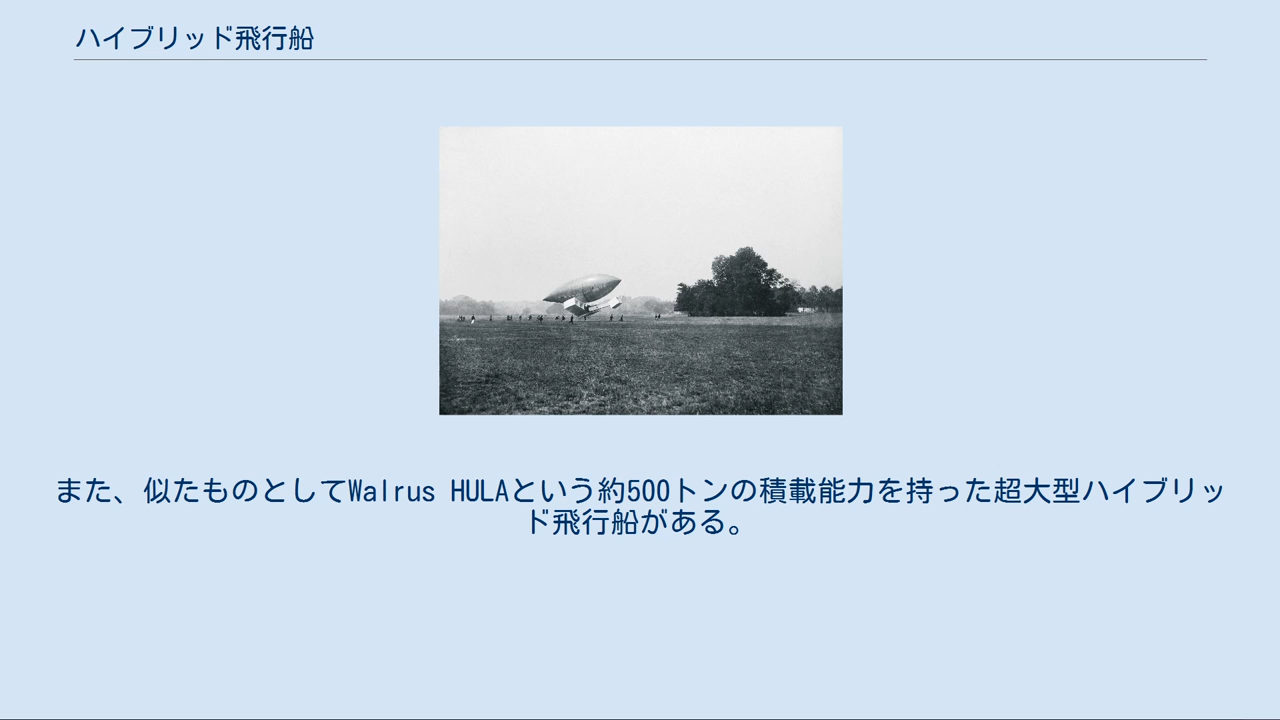 ハイブリッド飛行船
また、似たものとしてWalrus HULAという約500トンの積載能力を持った超大型ハイブリッ
ド飛行船がある。